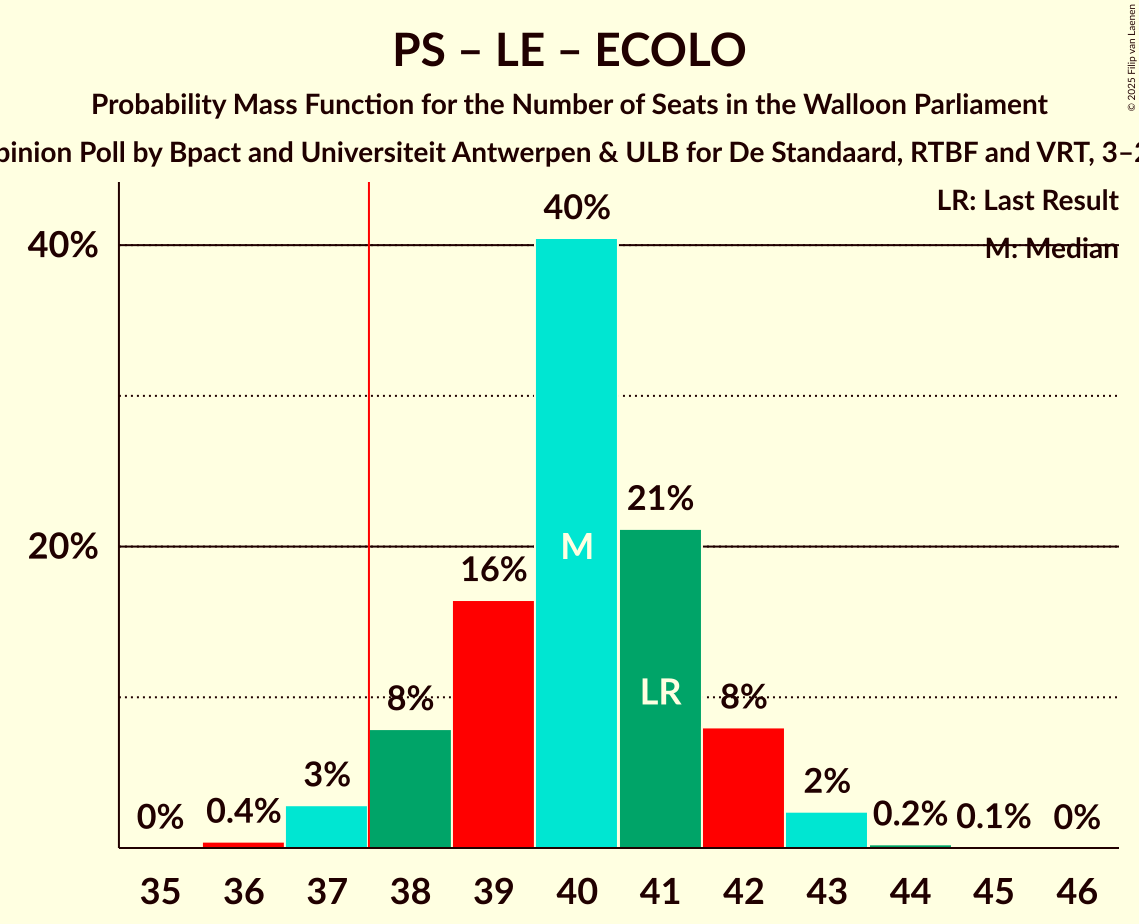 PS – LE – ECOLO
Probability Mass Function for the Number of Seats in the Walloon Parliament
pinion Poll by Bpact and Universiteit Antwerpen & ULB for De Standaard, RTBF and VRT, 3–2
© 2025 Filip van Laenen
LR: Last Result
M: Median
40%
20%
0%
0.4%
3%
8%
16%
40%
21%
8%
2%
0.2%
0.1%
0%
M
LR
35 36 37 38 39 40 41 42 43 44 45 46